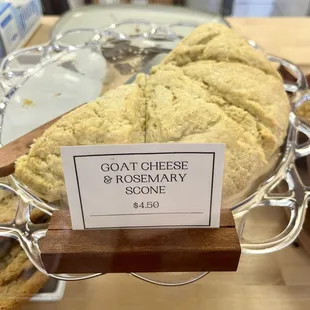 GOAT CHEESE
& ROSEMARY
SCONE
$4.50